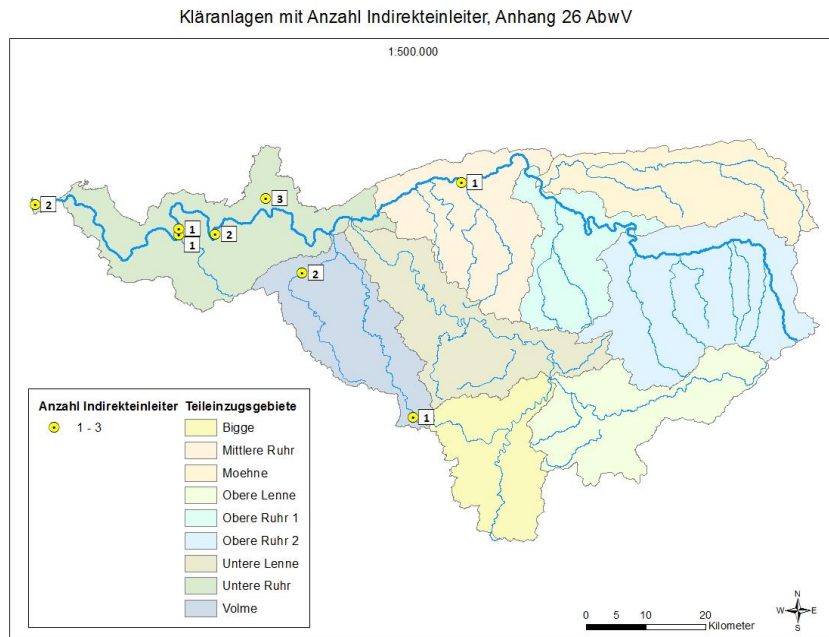 Kläranlagen mit Anzahl Indirekteinleiter, Anhang 26 AbwV
1:500.000
2
1
1
2
3
1
2
1
Anzahl Indirekteinleiter
1 - 3
Teileinzugsgebiete
Bigge
Mittlere Ruhr
Moehne
Obere Lenne
Obere Ruhr 1
Obere Ruhr 2
Untere Lenne
Untere Ruhr
Volme
N
W E
S
0 5 10 20
Kilometer